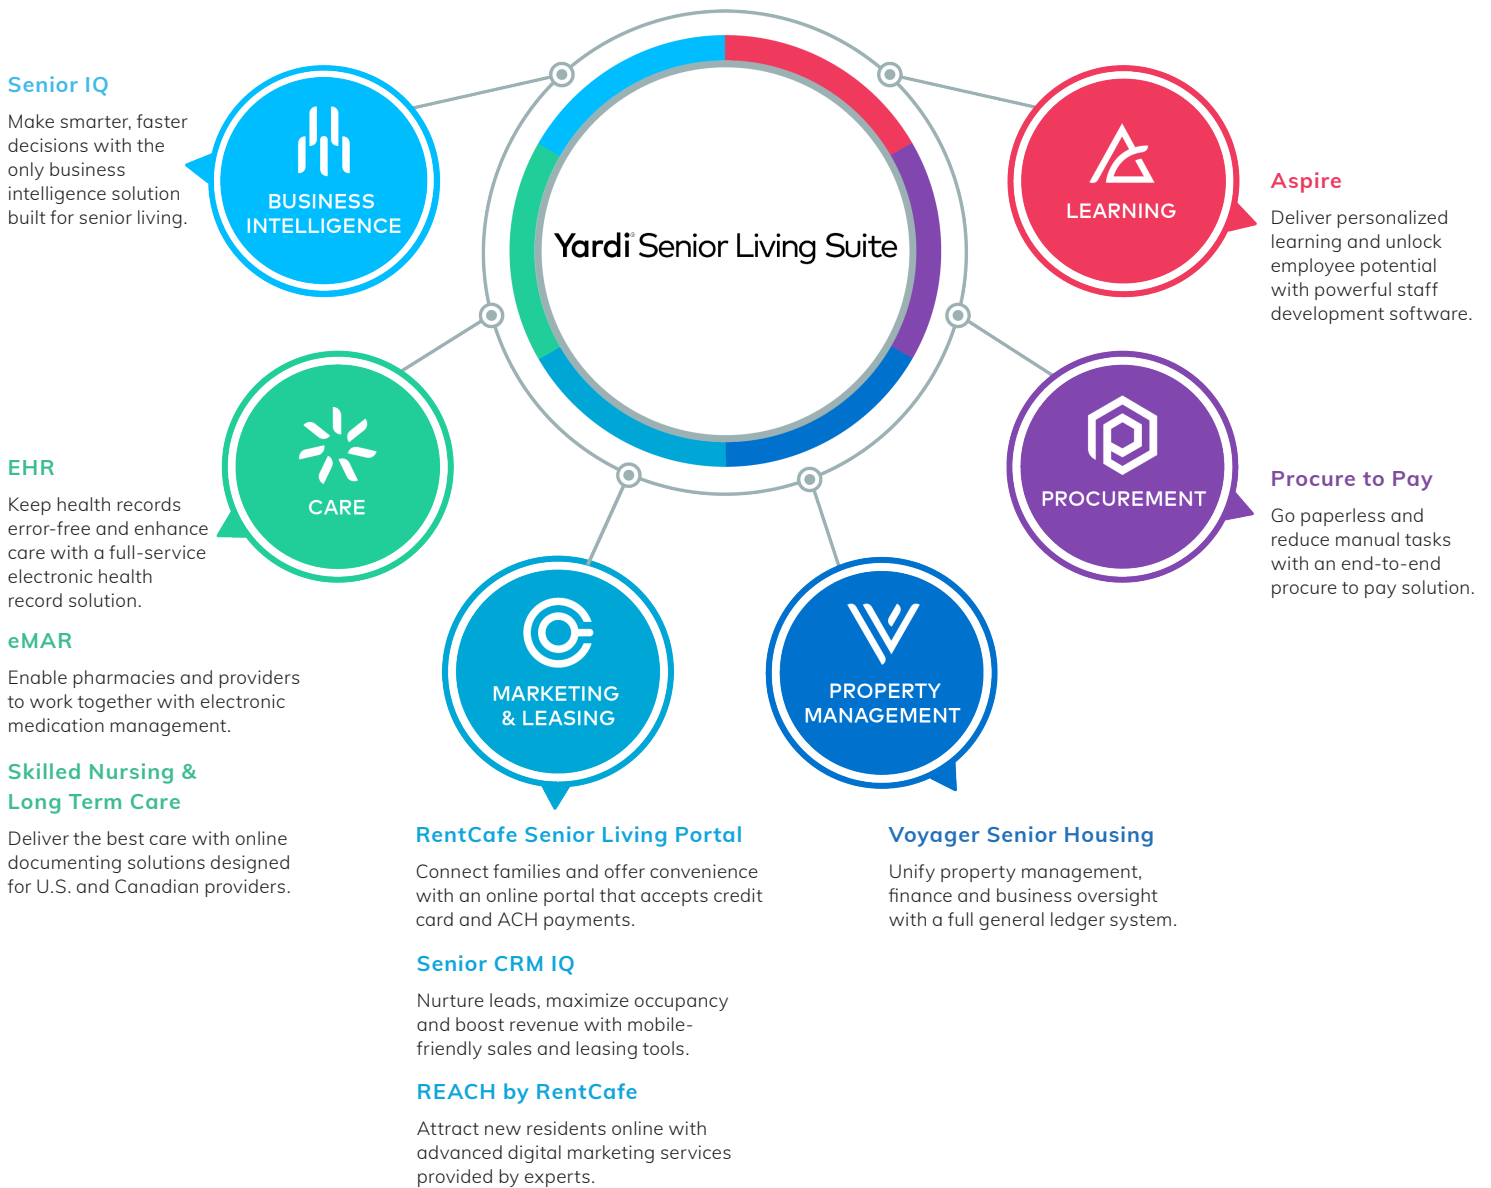 Yardi® Senior Living Suite
Senior IQ
Make smarter, faster
decisions with the
only business
intelligence solution
built for senior living.
BUSINESS
INTELLIGENCE
LEARNING
Aspire
Deliver personalized
learning and unlock
employee potential
with powerful staff
development software.
CARE
EHR
Keep health records
error-free and enhance
care with a full-service
electronic health
record solution.
eMAR
Enable pharmacies and providers
to work together with electronic
medication management.
Skilled Nursing &
Long Term Care
Deliver the best care with online
documenting solutions designed
for U.S. and Canadian providers.
PROCUREMENT
Procure to Pay
Go paperless and
reduce manual tasks
with an end-to-end
procure to pay solution.
MARKETING
& LEASING
RentCafe Senior Living Portal
Connect families and offer convenience
with an online portal that accepts credit
card and ACH payments.
Senior CRM IQ
Nurture leads, maximize occupancy
and boost revenue with mobile-
friendly sales and leasing tools.
REACH by RentCafe
Attract new residents online with
advanced digital marketing services
provided by experts.
PROPERTY
MANAGEMENT
Voyager Senior Housing
Unify property management,
finance and business oversight
with a full general ledger system.